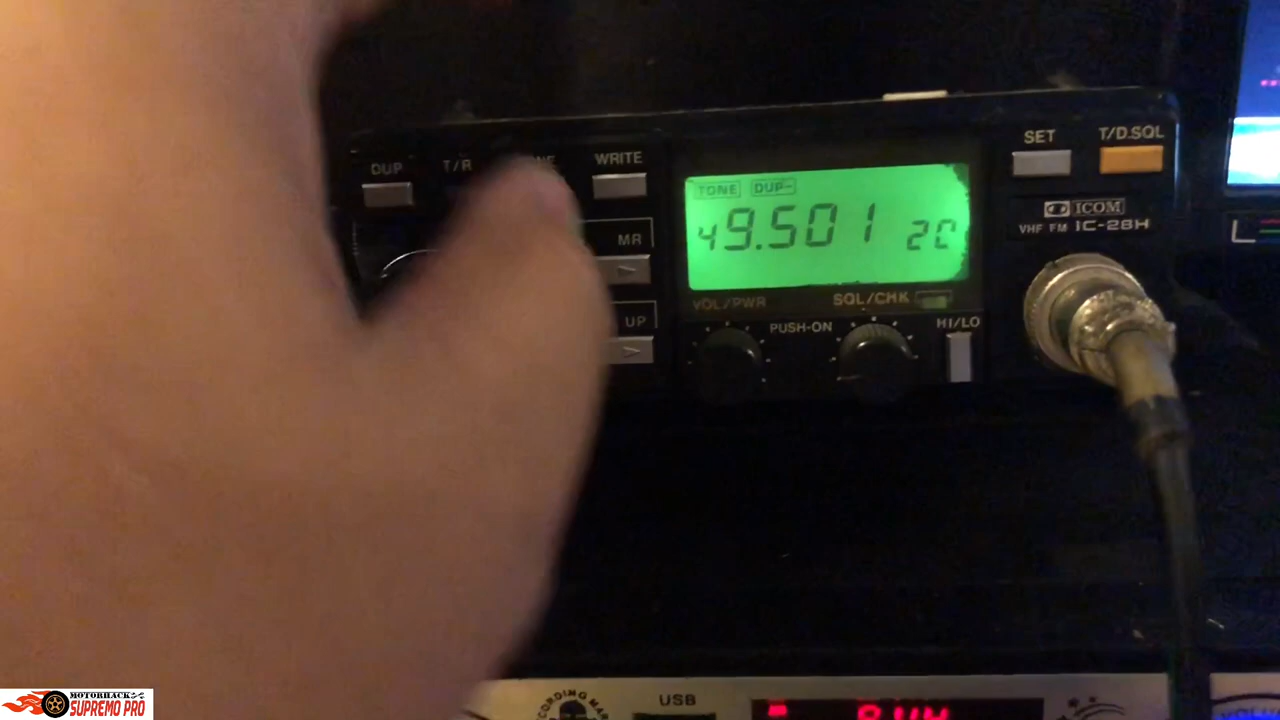 DUP T/R WRITE
SET T/D.SQL
TONE DUP-
49.501 20
ICOM
VHF FM IC-28H
MR
UP
VOL/PWR SQL/CHK
PUSH-ON HI/LO
L
USB
MOTORHACK
SUPREMO PRO